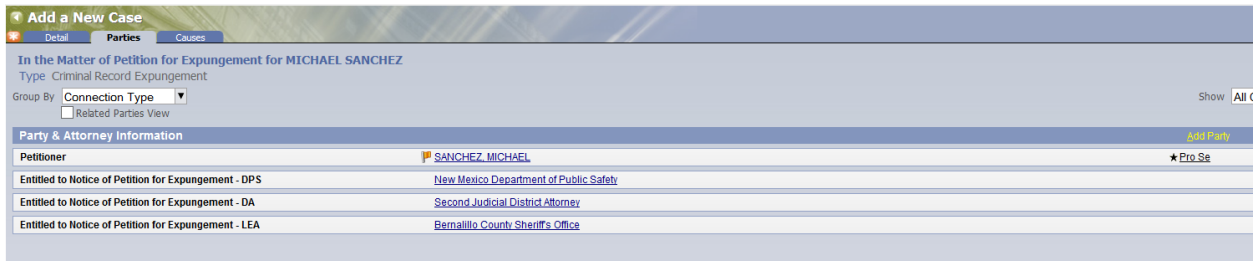 Add a New Case
Detail Parties Causes
In the Matter of Petition for Expungement for MICHAEL SANCHEZ
Type Criminal Record Expungement
Group By Connection Type Show All
Related Parties View
Party & Attorney Information Add Party
Petitioner SANCHEZ, MICHAEL ★ Pro Se
Entitled to Notice of Petition for Expungement - DPS New Mexico Department of Public Safety
Entitled to Notice of Petition for Expungement - DA Second Judicial District Attorney
Entitled to Notice of Petition for Expungement - LEA Bernalillo County Sheriff's Office